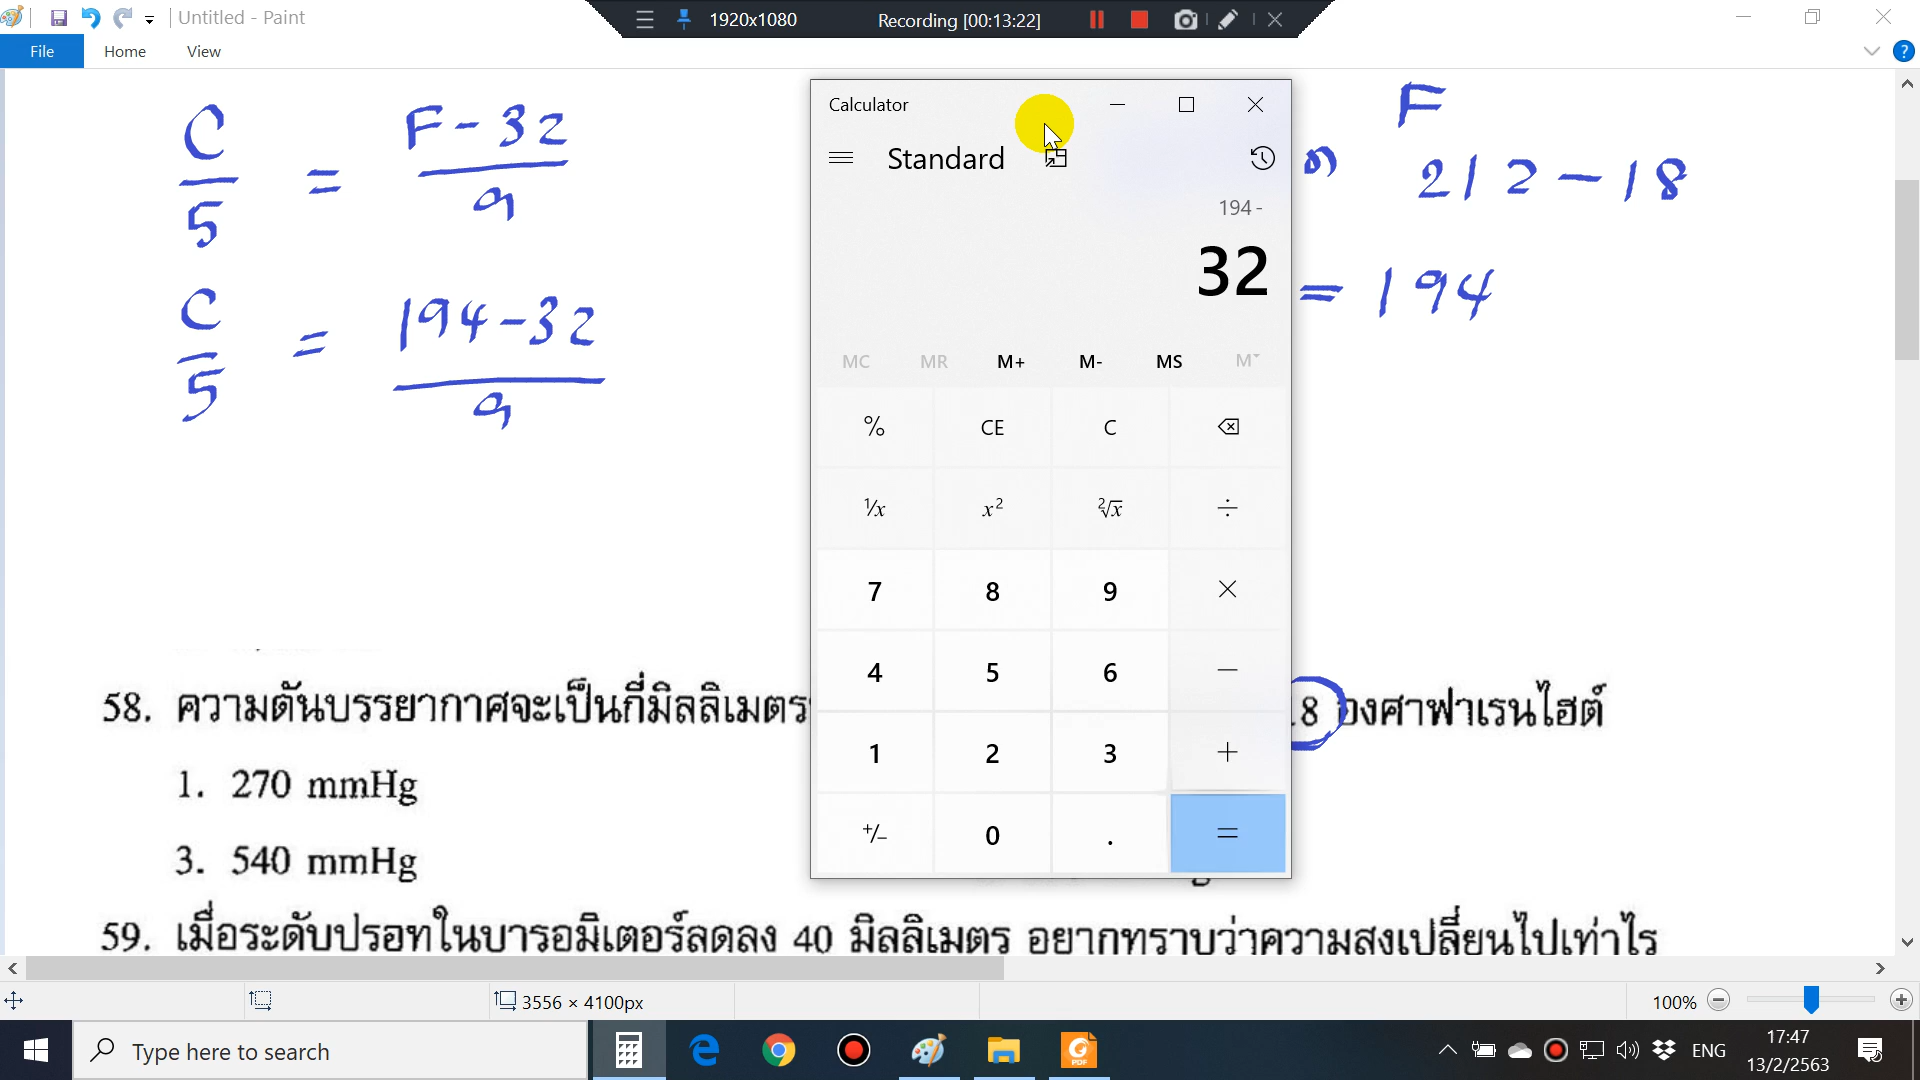 Untitled - Paint
1920x1080
Recording [00:13:22]
File
Home
View
C
5
=
F - 32
9
C
5
=
194 - 32
9
F
212 - 18
= 194
Calculator
Standard
194 -
32
MC MR M+ M- MS M
% CE C
¹/x x² ²√x ÷
7 8 9 ×
4 5 6 −
1 2 3 +
+/− 0 . =
58. ความดันบรรยากาศจะเป็นกี่มิลลิเมตร
18 องศาฟาเรนไฮต์
1. 270 mmHg
3. 540 mmHg
59. เมื่อระดับปรอทในบารอมิเตอร์ลดลง 40 มิลลิเมตร อยากทราบว่าความสูงเปลี่ยนไปเท่าไร
3556 × 4100px
100%
Type here to search
ENG
17:47
13/2/2563